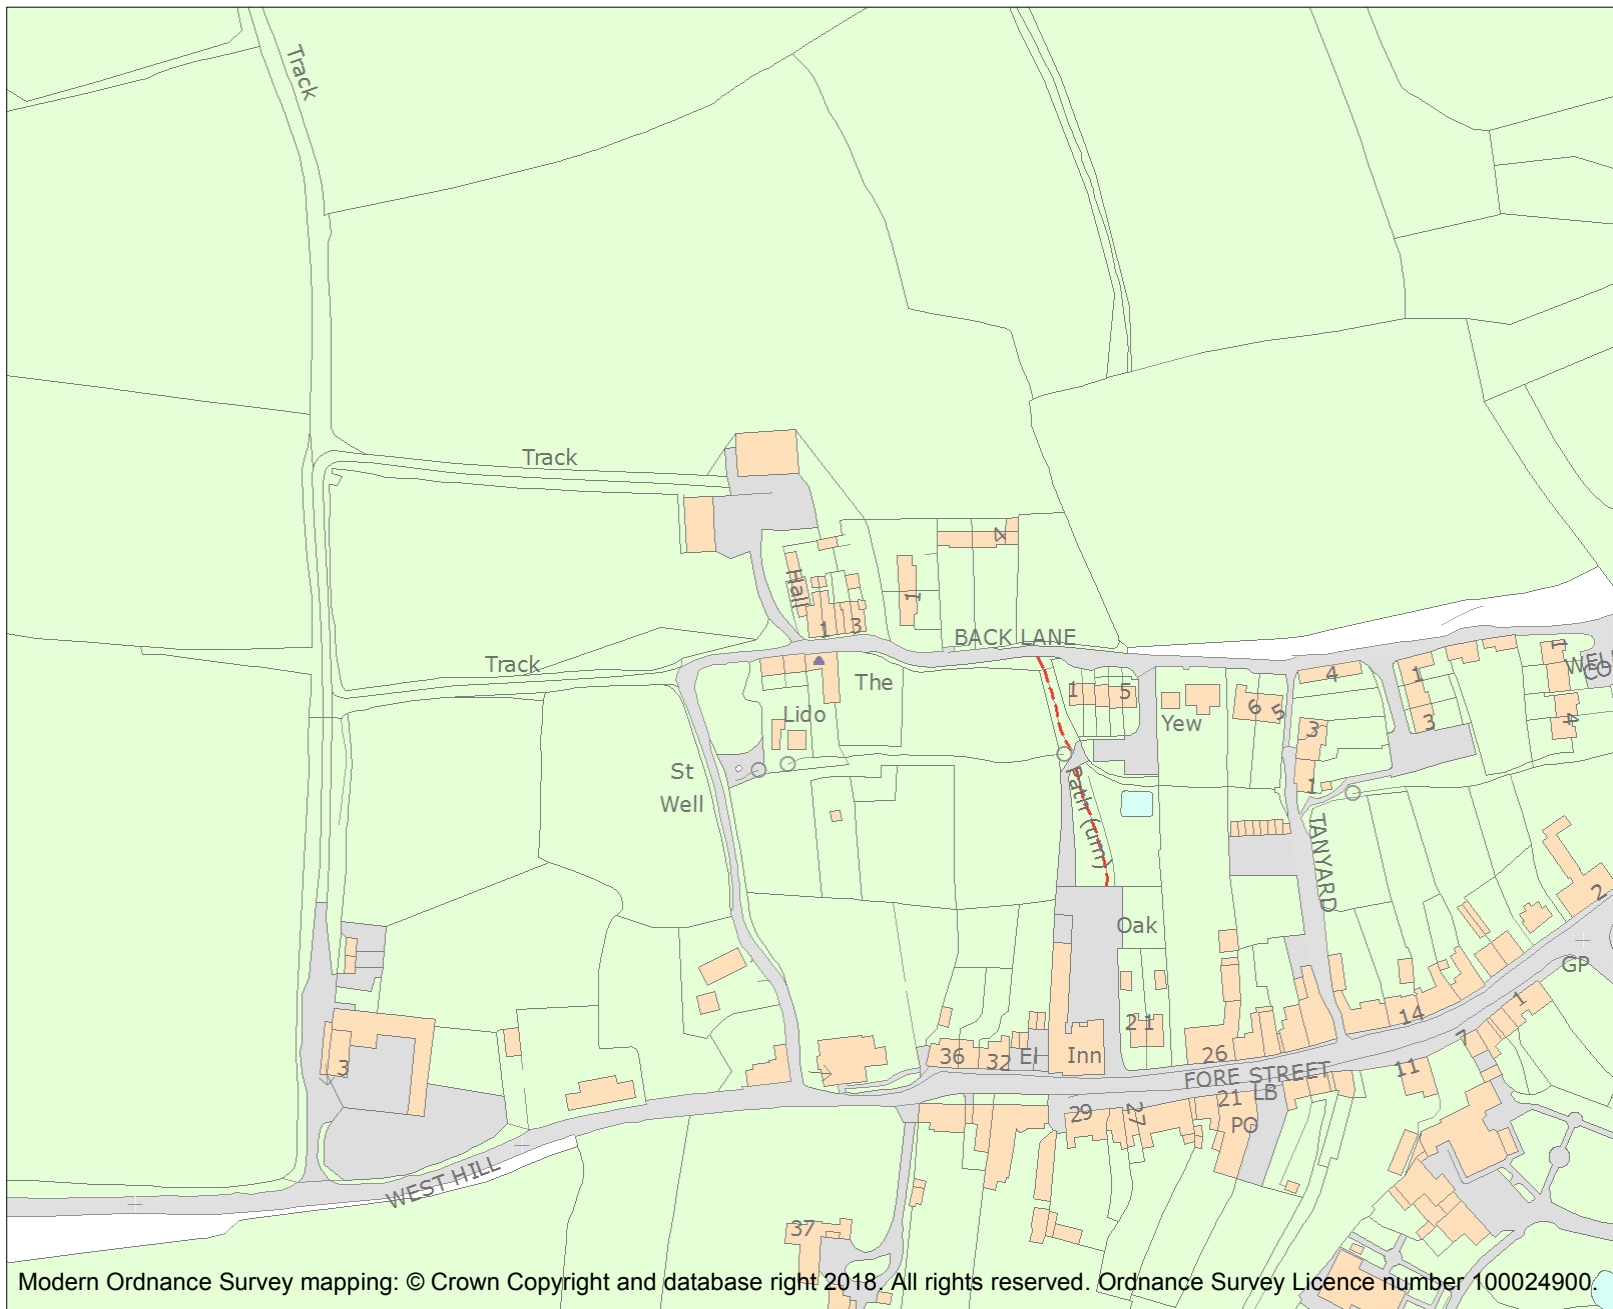 Track
Track
4
Hall
1
1
3
BACK LANE
Track
The
1
5
Lido
Yew
6
5
4
1
3
3
1
4
1
St
Well
Path (um)
TANYARD
Oak
2
GP
3
36
32
El
Inn
2
1
26
14
1
7
11
FORE STREET
LB
21
PO
29
27
WEST HILL
37
Modern Ordnance Survey mapping: © Crown Copyright and database right 2018. All rights reserved. Ordnance Survey Licence number 100024900.